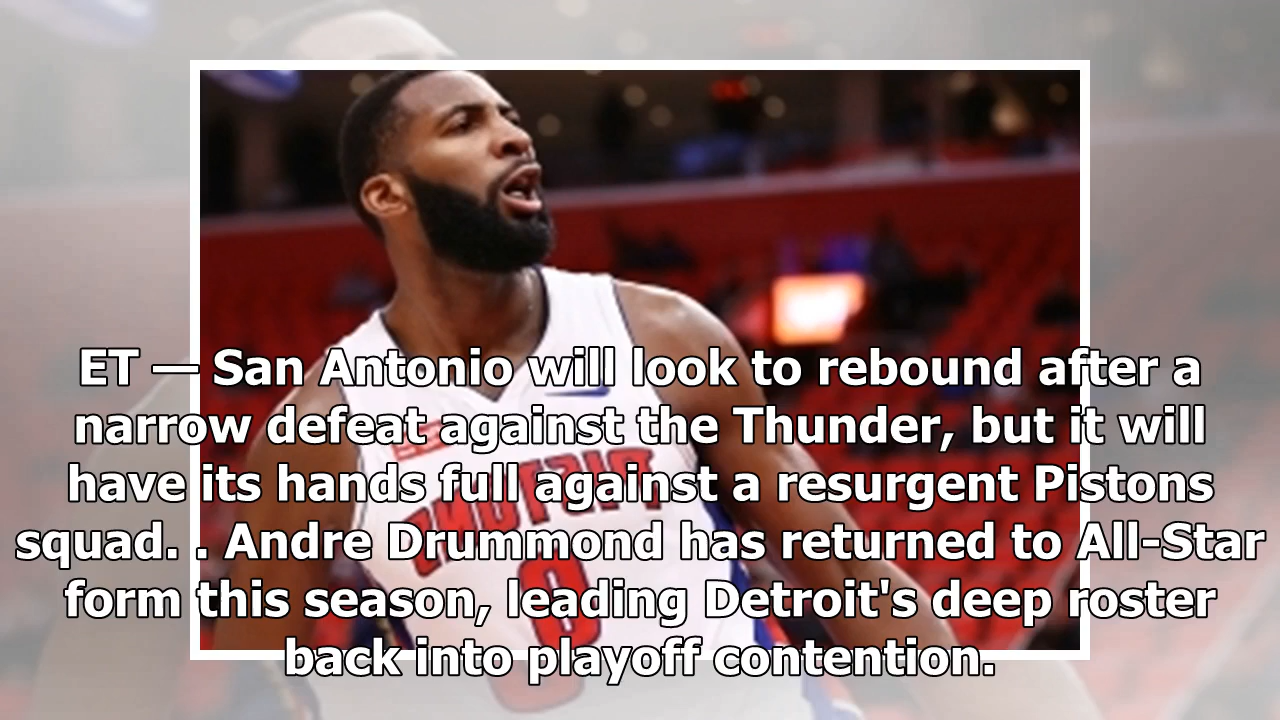 ET — San Antonio will look to rebound after a
narrow defeat against the Thunder, but it will
have its hands full against a resurgent Pistons
squad. . Andre Drummond has returned to All-Star
form this season, leading Detroit's deep roster
back into playoff contention.
PISTONS
0